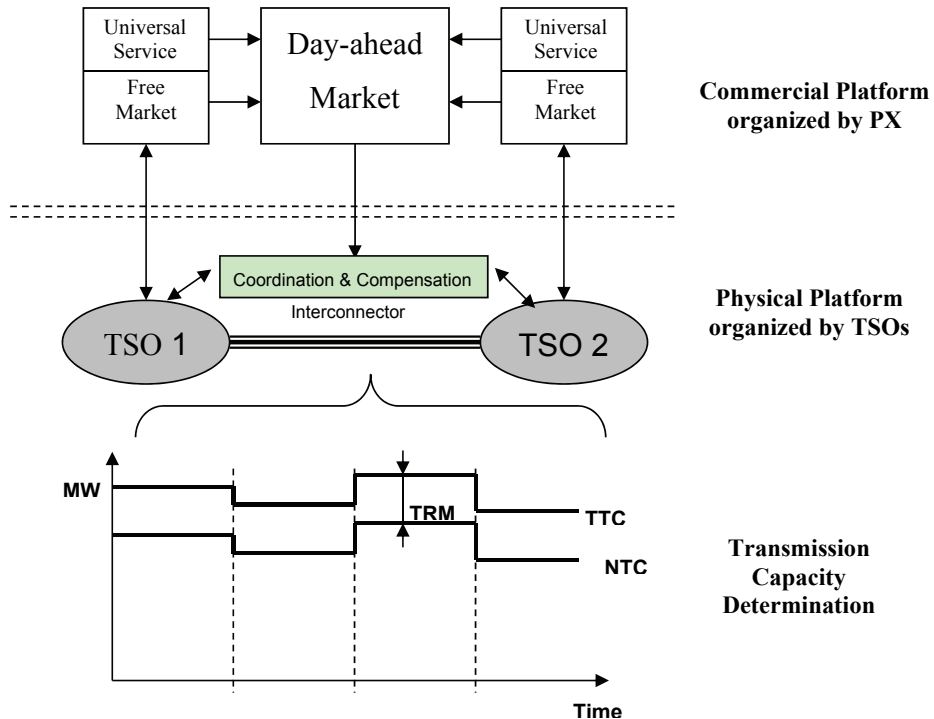 Universal
Service
Free
Market
Day-ahead
Market
Universal
Service
Free
Market
Commercial Platform
organized by PX
Coordination & Compensation
Interconnector
TSO 1
TSO 2
Physical Platform
organized by TSOs
MW
TRM
TTC
NTC
Transmission
Capacity
Determination
Time